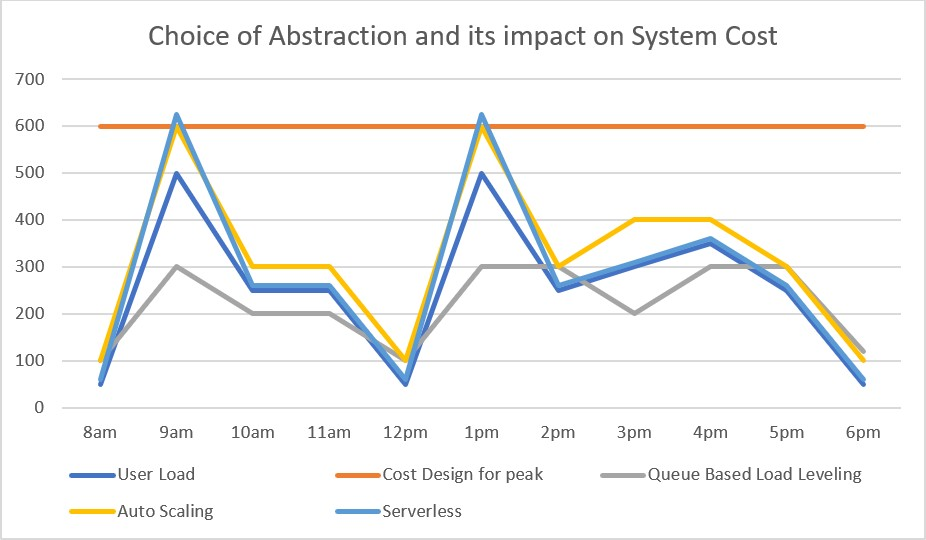 Choice of Abstraction and its impact on System Cost
700
600
500
400
300
200
100
0
8am 9am 10am 11am 12pm 1pm 2pm 3pm 4pm 5pm 6pm
User Load Cost Design for peak Queue Based Load Leveling
Auto Scaling Serverless